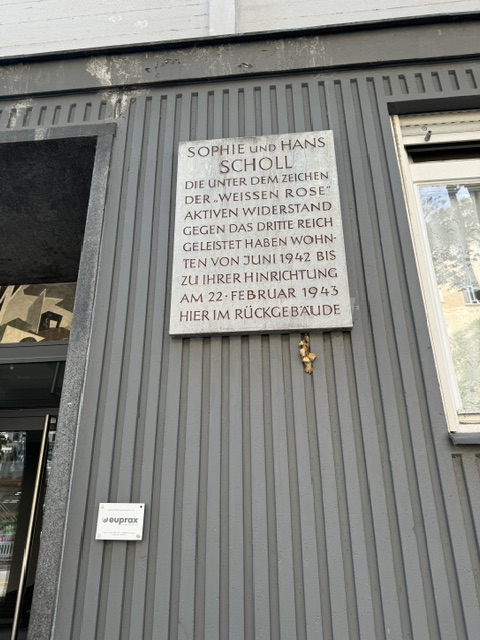 SOPHIE UND HANS
SCHOLL
DIE UNTER DEM ZEICHEN
DER „WEISSEN ROSE"
AKTIVEN WIDERSTAND
GEGEN DAS DRITTE REICH
GELEISTET HABEN WOHN-
TEN VON JUNI 1942 BIS
ZU IHRER HINRICHTUNG
AM 22·FEBRUAR 1943
HIER IM RÜCKGEBÄUDE
euprax